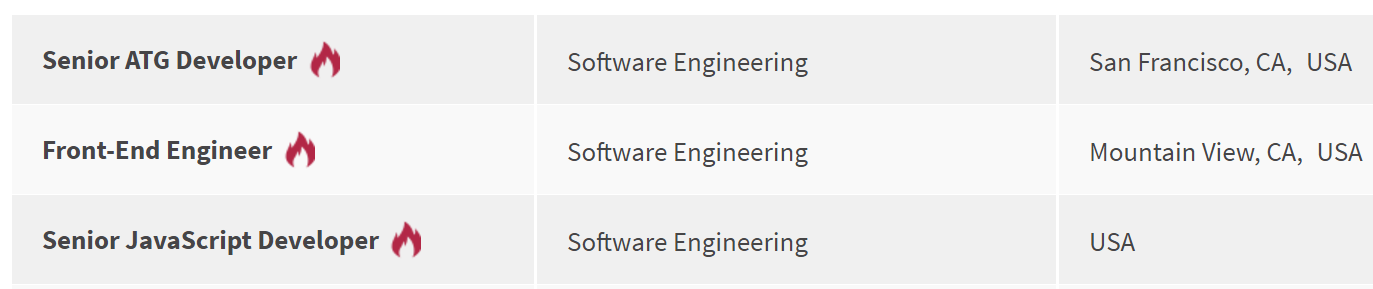 Senior ATG Developer Software Engineering San Francisco, CA, USA
Front-End Engineer Software Engineering Mountain View, CA, USA
Senior JavaScript Developer Software Engineering USA